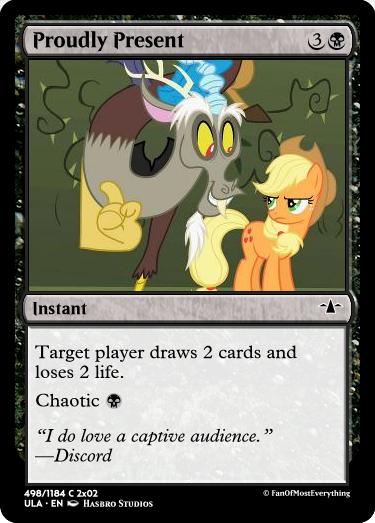 Proudly Present 3
Instant
Target player draws 2 cards and
loses 2 life.
Chaotic
“I do love a captive audience.”
—Discord
498/1184 C 2x02
ULA • EN HASBRO STUDIOS
© FanOfMostEverything